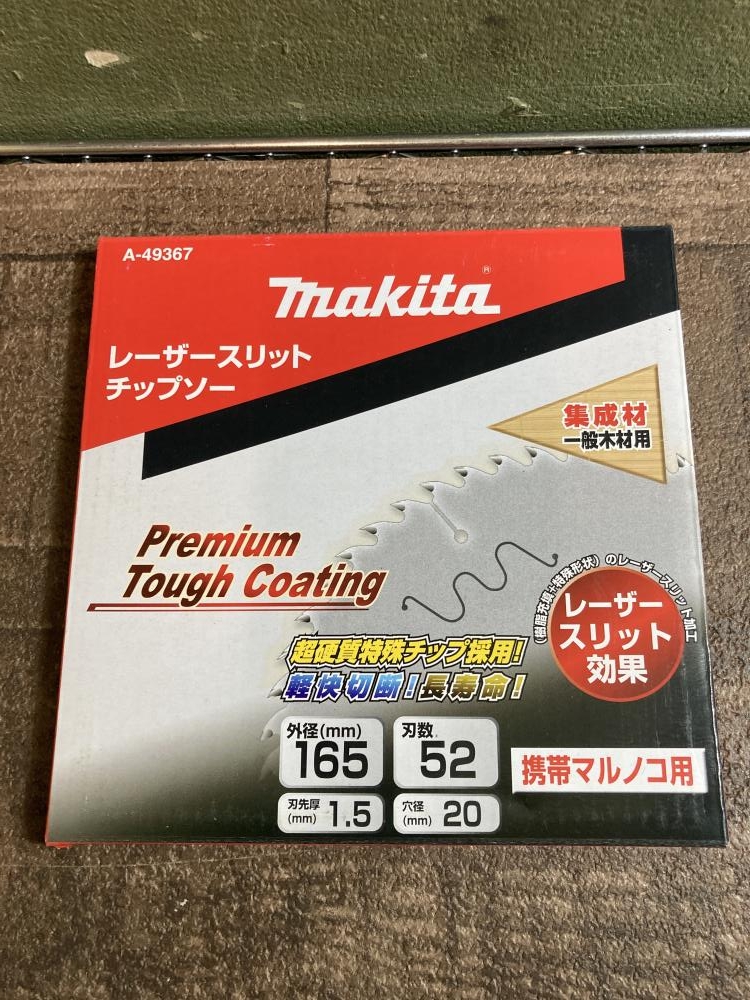 A-49367
makita®
レーザースリット
チップソー
集成材
一般木材用
Premium
Tough Coating
(樹脂充填+特殊形状)のレーザースリット加工
レーザー
スリット
効果
超硬質特殊チップ採用!
軽快切断!長寿命!
外径(mm)
165
刃数
52
刃先厚
(mm)
1.5
穴径
(mm)
20
携帯マルノコ用